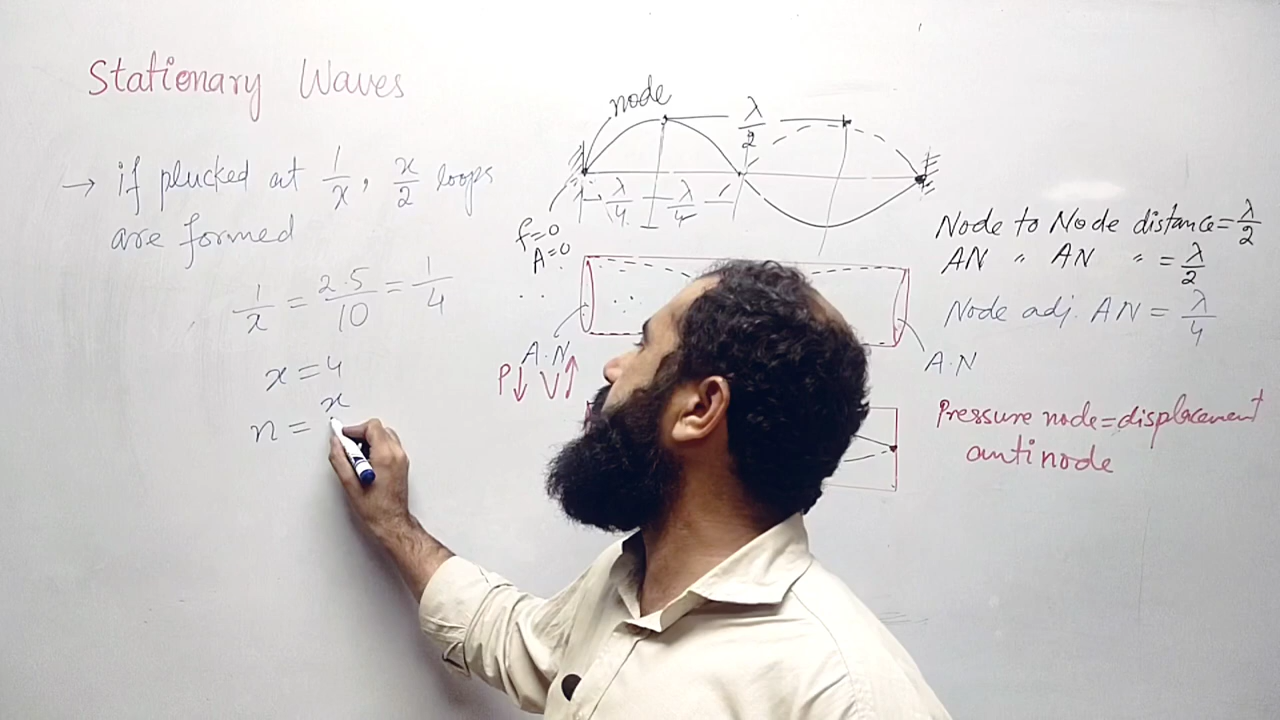 Stationary Waves
→ if plucked at 1/x, x/2 loops
are formed
1/x = 2.5/10 = 1/4
x = 4
n = x
node
λ/2
λ/4 λ/4
f=0
A=0
A.N
P↓ V↑
A.N
Node to Node distance = λ/2
AN " AN " = λ/2
Node adj. AN = λ/4
Pressure node = displacement
antinode